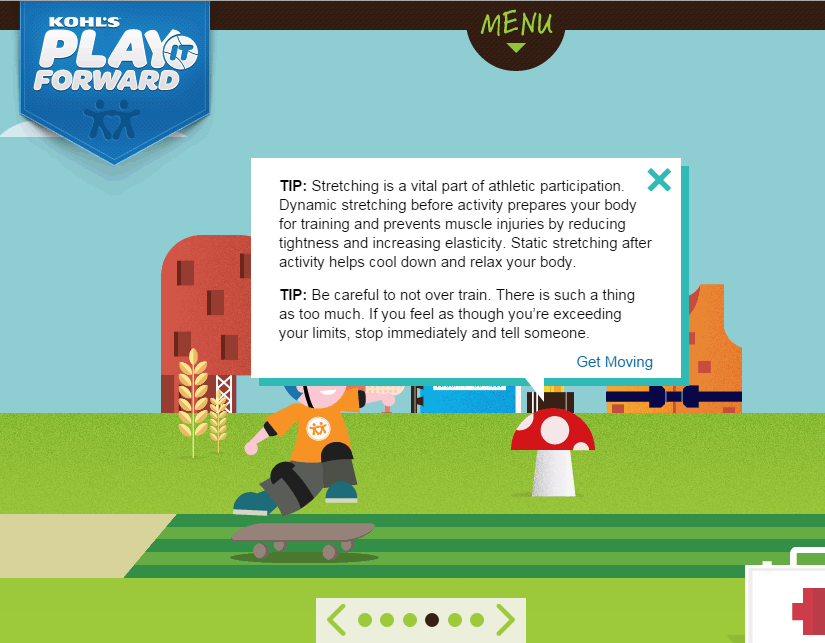 KOHL'S
PLAY IT
FORWARD
MENU
TIP: Stretching is a vital part of athletic participation.
Dynamic stretching before activity prepares your body
for training and prevents muscle injuries by reducing
tightness and increasing elasticity. Static stretching after
activity helps cool down and relax your body.
TIP: Be careful to not over train. There is such a thing
as too much. If you feel as though you’re exceeding
your limits, stop immediately and tell someone.
Get Moving